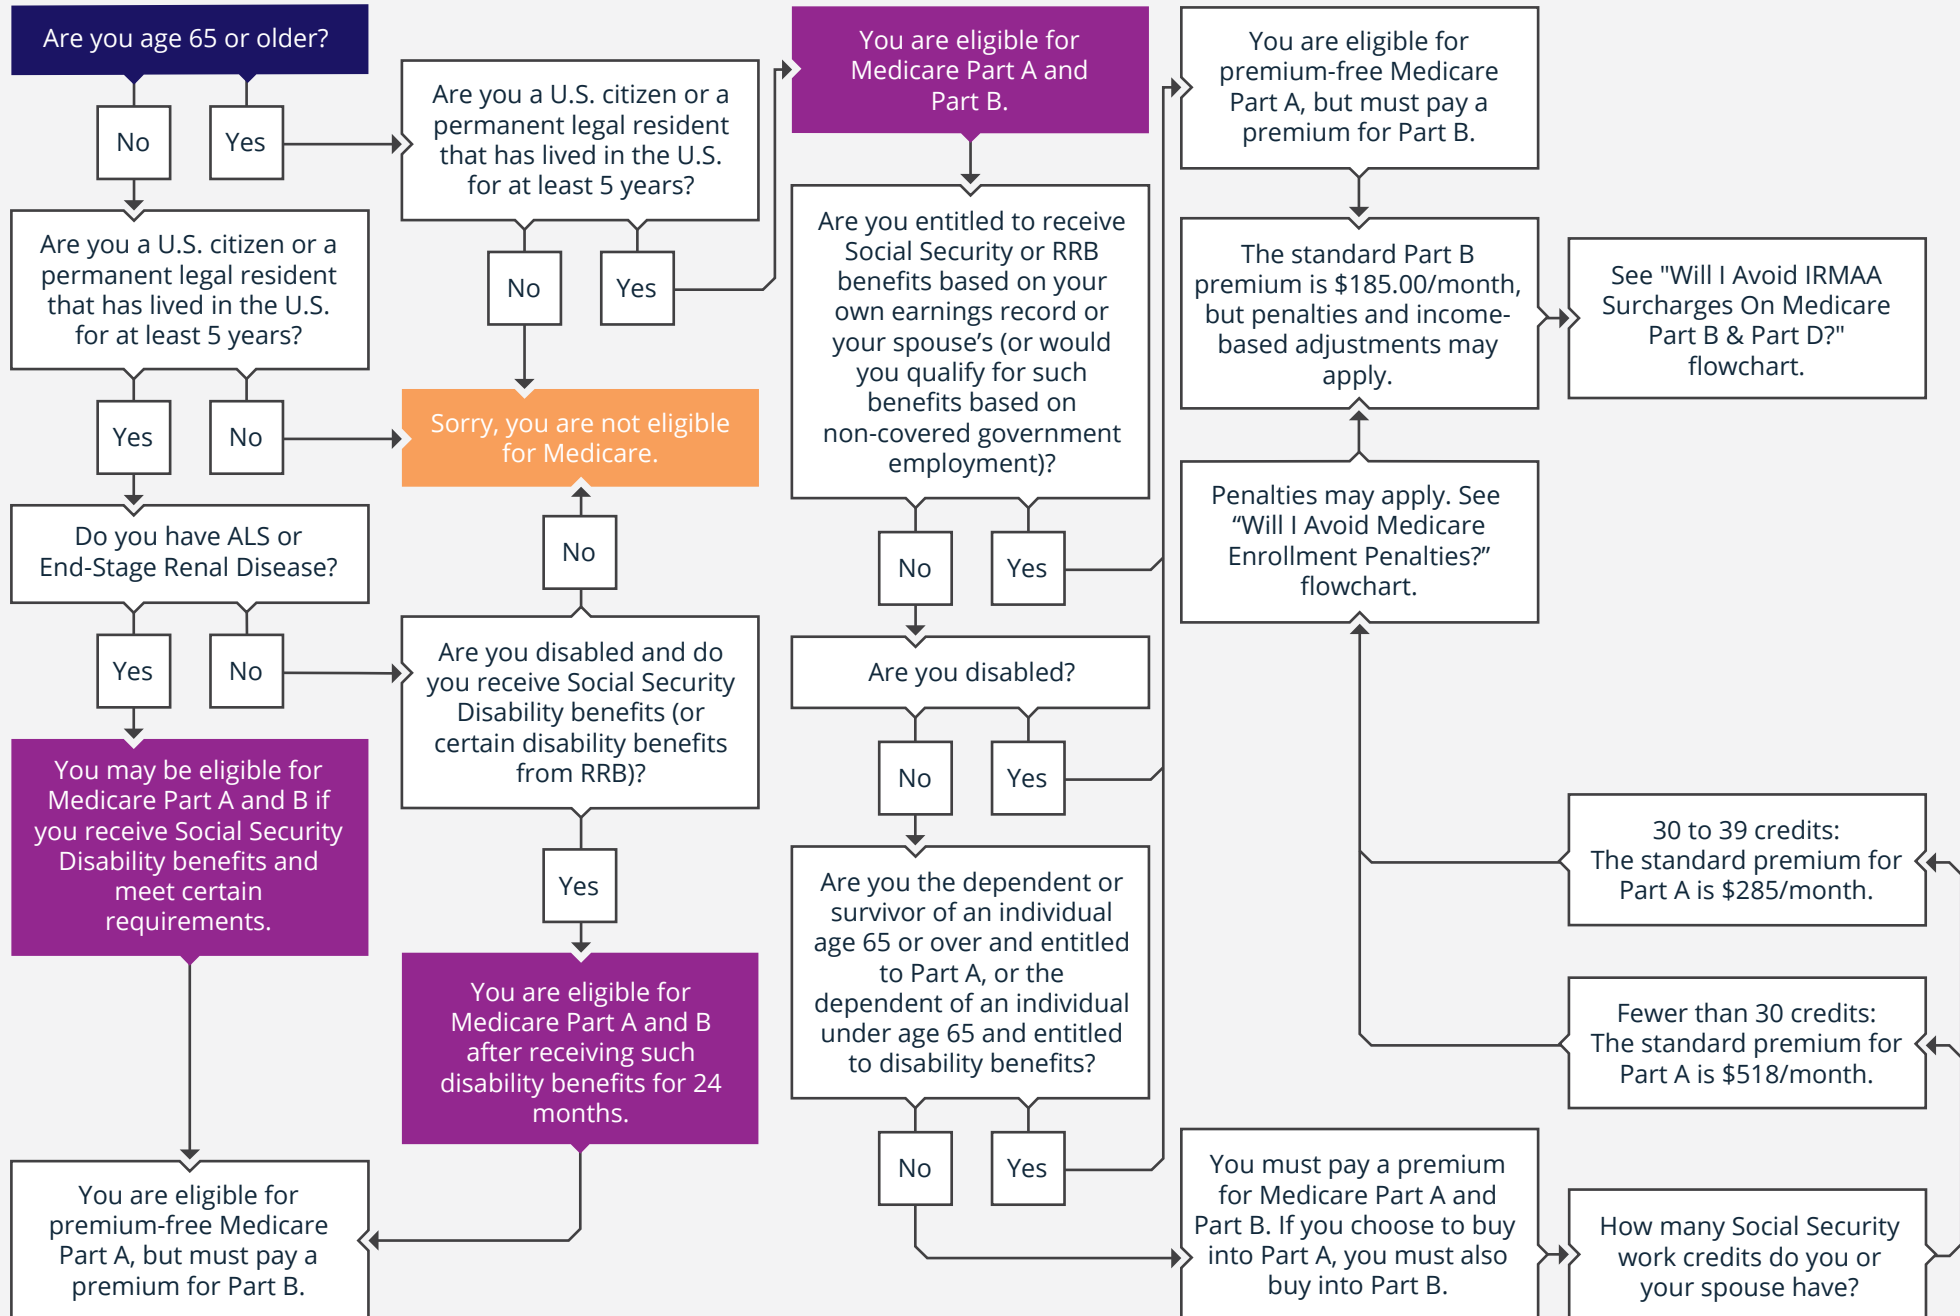 Are you age 65 or older?
No
Yes
Are you a U.S. citizen or a
permanent legal resident
that has lived in the U.S.
for at least 5 years?
Yes
No
Do you have ALS or
End-Stage Renal Disease?
Yes
No
You may be eligible for
Medicare Part A and B if
you receive Social Security
Disability benefits and
meet certain
requirements.
You are eligible for
premium-free Medicare
Part A, but must pay a
premium for Part B.
Are you a U.S. citizen or a
permanent legal resident
that has lived in the U.S.
for at least 5 years?
No
Yes
Sorry, you are not eligible
for Medicare.
No
Are you disabled and do
you receive Social Security
Disability benefits (or
certain disability benefits
from RRB)?
Yes
You are eligible for
Medicare Part A and B
after receiving such
disability benefits for 24
months.
You are eligible for
Medicare Part A and
Part B.
Are you entitled to receive
Social Security or RRB
benefits based on your
own earnings record or
your spouse’s (or would
you qualify for such
benefits based on
non-covered government
employment)?
No
Yes
Are you disabled?
No
Yes
Are you the dependent or
survivor of an individual
age 65 or over and entitled
to Part A, or the
dependent of an individual
under age 65 and entitled
to disability benefits?
No
Yes
You are eligible for
premium-free Medicare
Part A, but must pay a
premium for Part B.
The standard Part B
premium is $185.00/month,
but penalties and income-
based adjustments may
apply.
Penalties may apply. See
“Will I Avoid Medicare
Enrollment Penalties?”
flowchart.
You must pay a premium
for Medicare Part A and
Part B. If you choose to buy
into Part A, you must also
buy into Part B.
See "Will I Avoid IRMAA
Surcharges On Medicare
Part B & Part D?"
flowchart.
30 to 39 credits:
The standard premium for
Part A is $285/month.
Fewer than 30 credits:
The standard premium for
Part A is $518/month.
How many Social Security
work credits do you or
your spouse have?